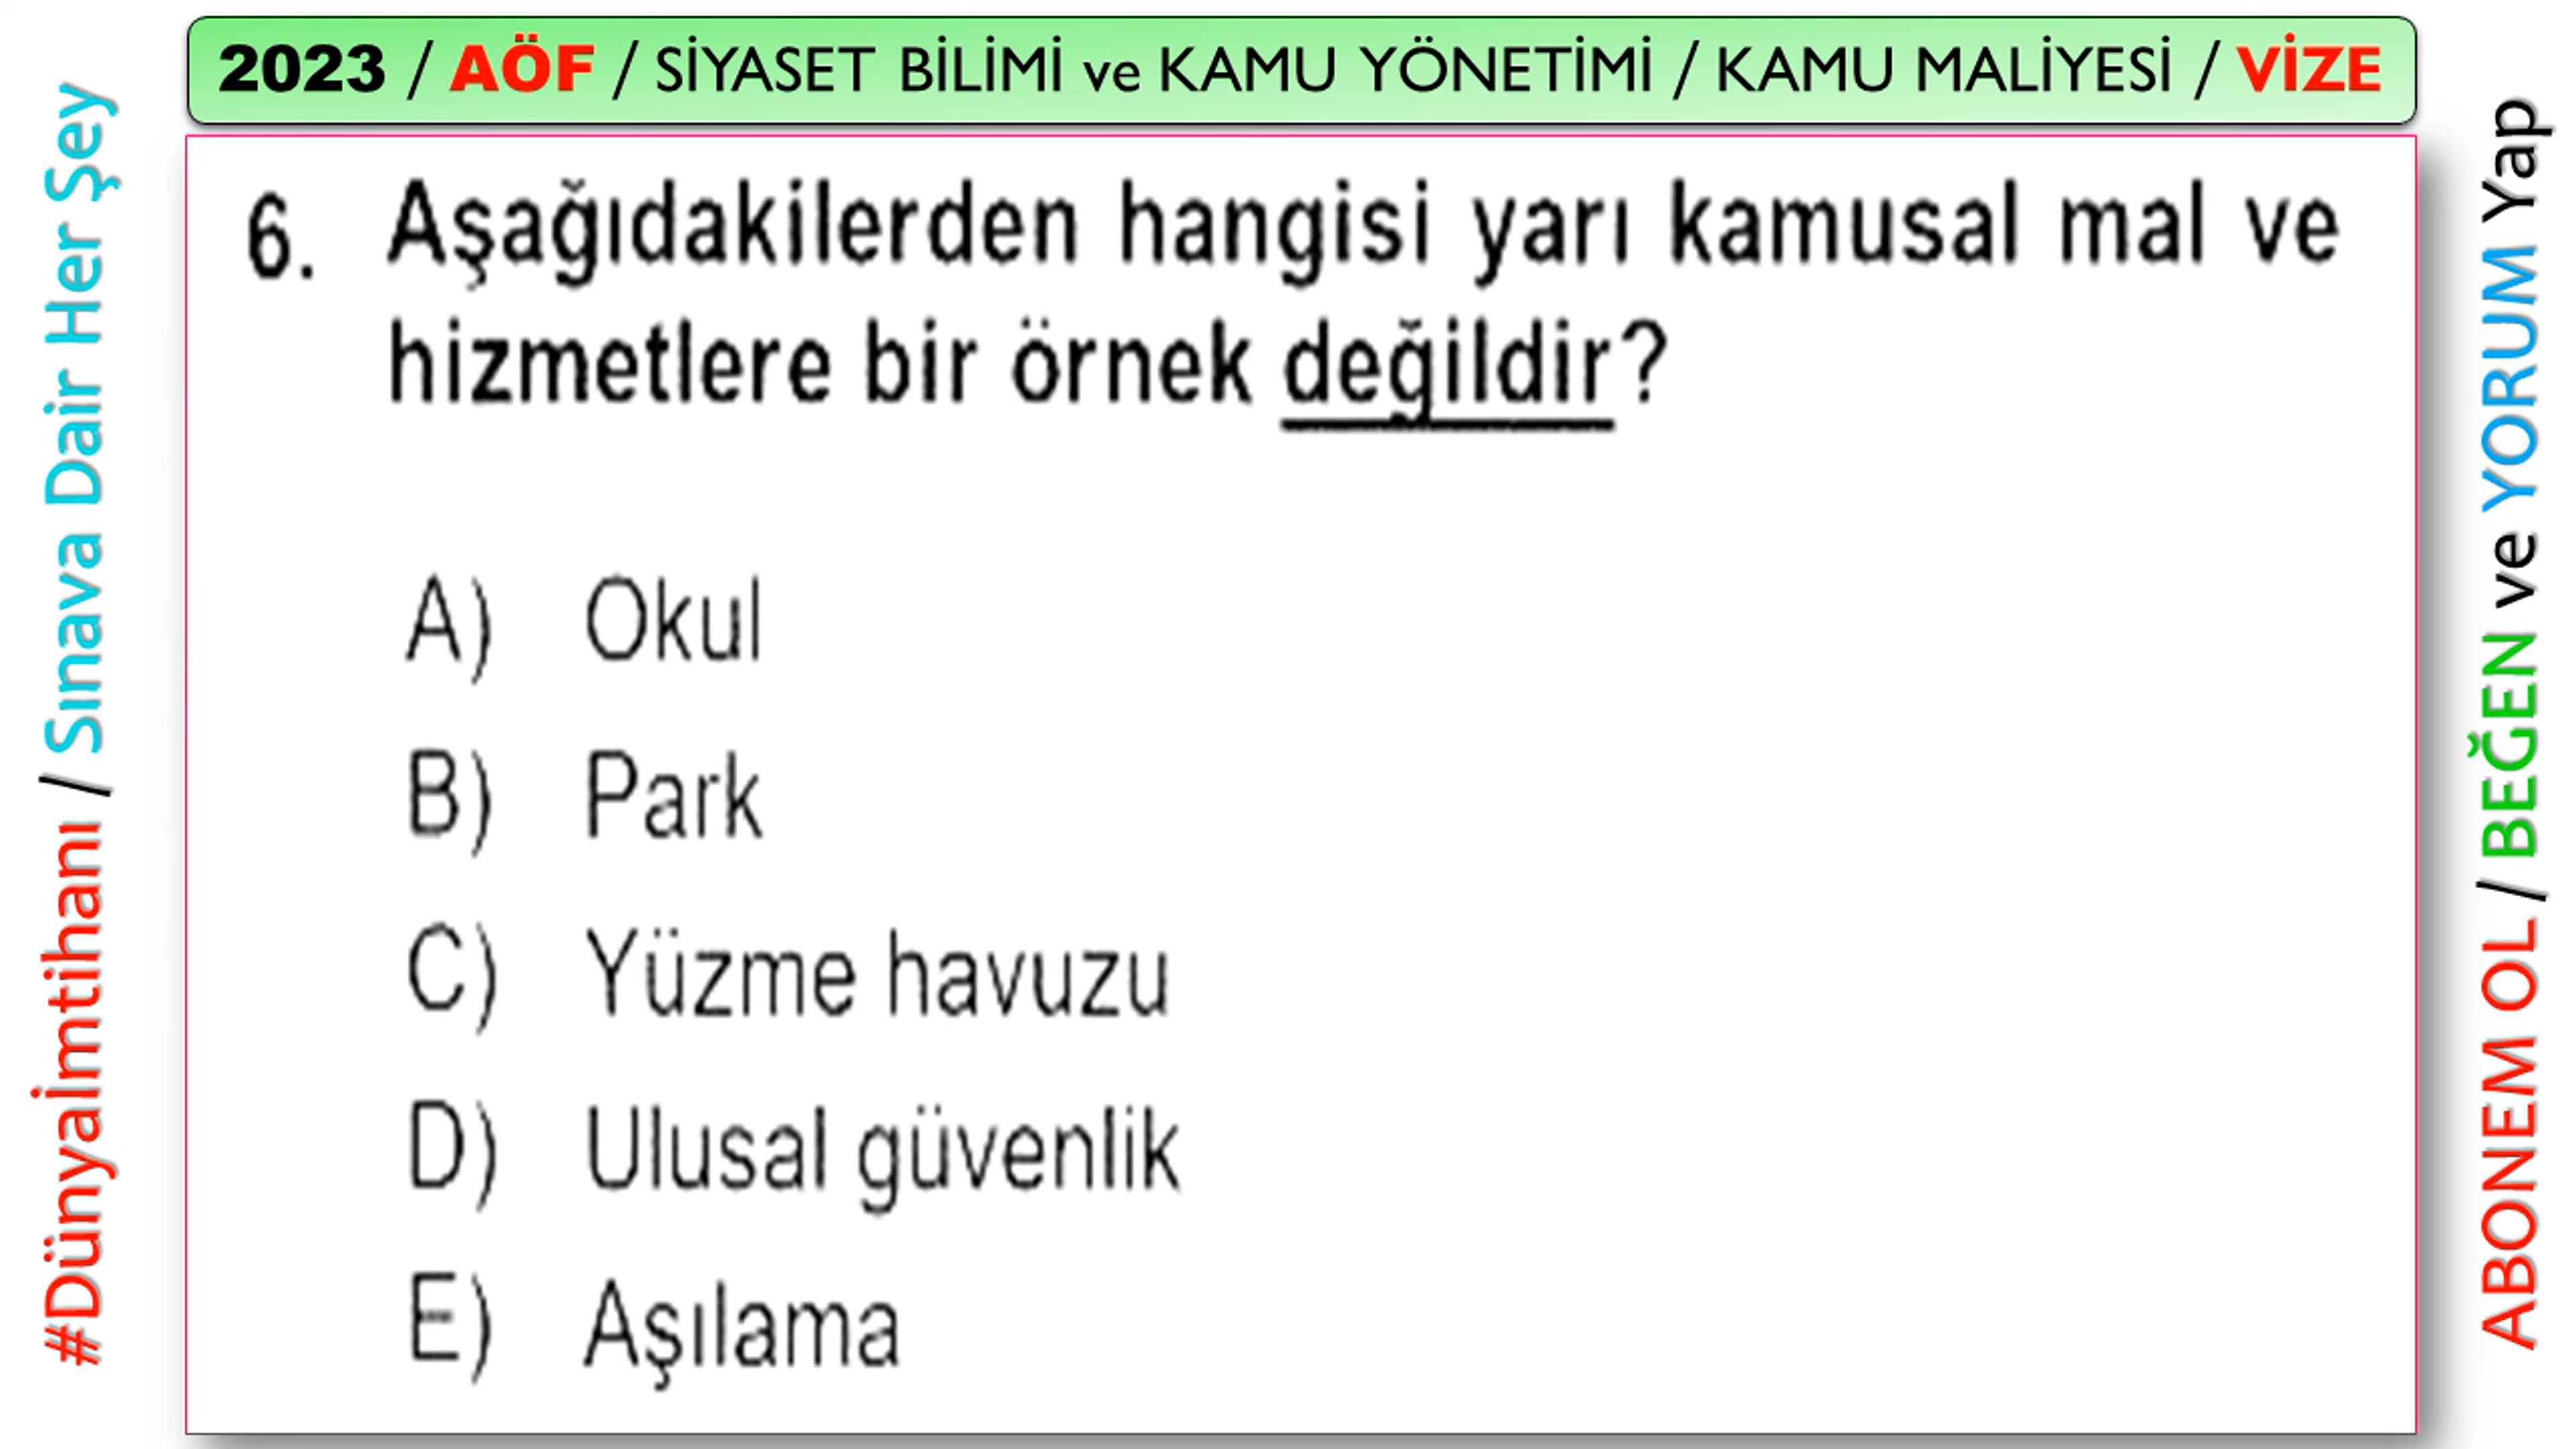 2023 / AÖF / SİYASET BİLİMİ ve KAMU YÖNETİMİ / KAMU MALİYESİ / VİZE
#Dünyaİmtihanı / Sınava Dair Her Şey
6. Aşağıdakilerden hangisi yarı kamusal mal ve
hizmetlere bir örnek değildir?
A) Okul
B) Park
C) Yüzme havuzu
D) Ulusal güvenlik
E) Aşılama
ABONEM OL / BEĞEN ve YORUM Yap